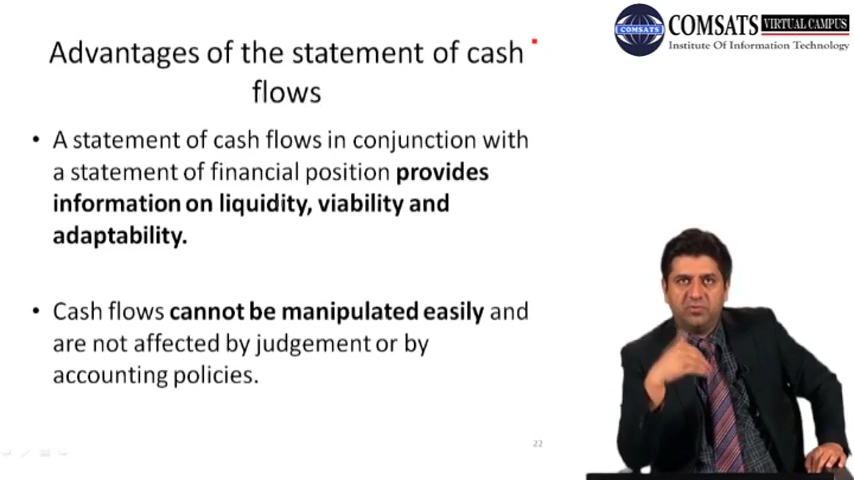 COMSATS VIRTUAL CAMPUS
Institute Of Information Technology
COMSATS
Advantages of the statement of cash
flows
• A statement of cash flows in conjunction with
a statement of financial position provides
information on liquidity, viability and
adaptability.
• Cash flows cannot be manipulated easily and
are not affected by judgement or by
accounting policies.
22